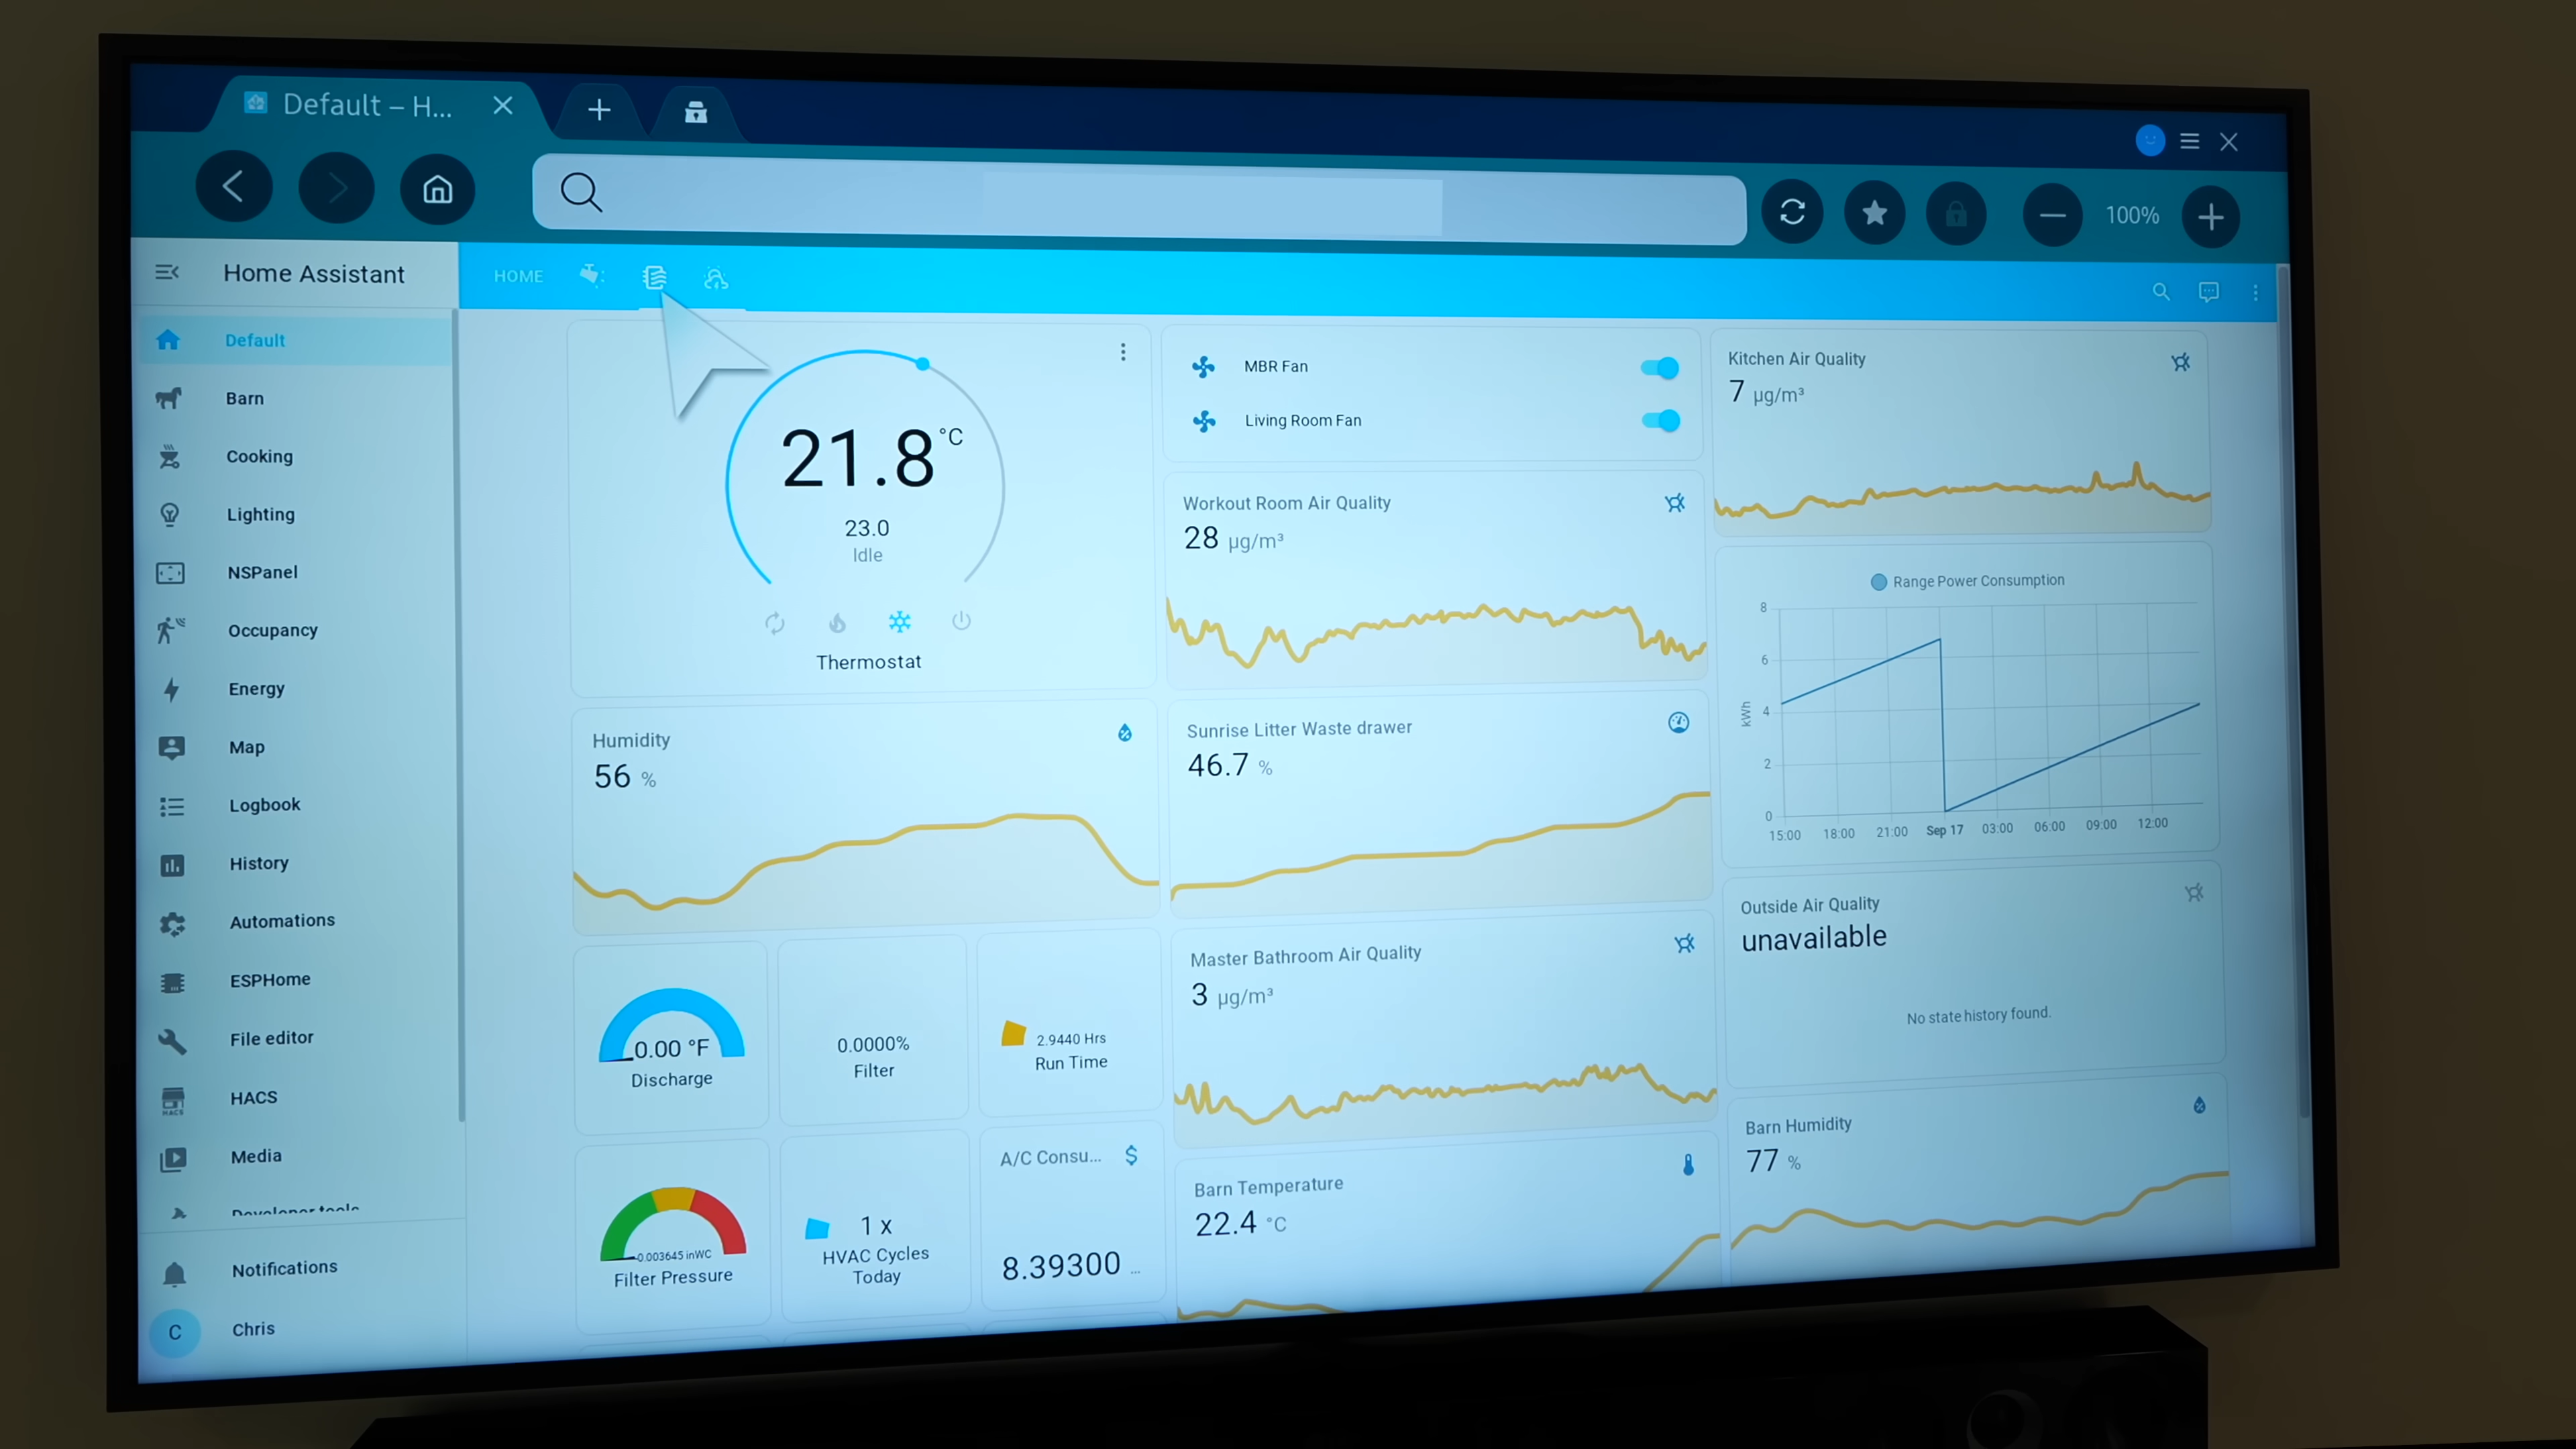 Default – H...
100%
Home Assistant
HOME
Default
Barn
Cooking
Lighting
NSPanel
Occupancy
Energy
Map
Logbook
History
Automations
ESPHome
File editor
HACS
HACS
Media
Developer tools
Notifications
C
Chris
21.8 °C
23.0
Idle
Thermostat
Humidity
56 %
0.00 °F
Discharge
0.0000%
Filter
2.9440 Hrs
Run Time
-0.003645 inWC
Filter Pressure
1 x
HVAC Cycles
Today
A/C Consu...
$
8.39300 ...
MBR Fan
Living Room Fan
Workout Room Air Quality
28 µg/m³
Sunrise Litter Waste drawer
46.7 %
Master Bathroom Air Quality
3 µg/m³
Barn Temperature
22.4 °C
Kitchen Air Quality
7 µg/m³
Range Power Consumption
kWh
8
6
4
2
0
15:00 18:00 21:00 Sep 17 03:00 06:00 09:00 12:00
Outside Air Quality
unavailable
No state history found.
Barn Humidity
77 %